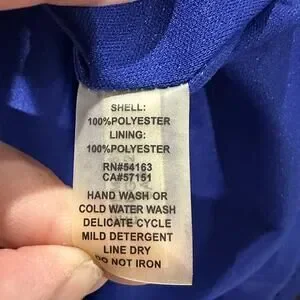 SHELL:
100%POLYESTER
LINING:
100%POLYESTER
RN#54163
CA#57151
HAND WASH OR
COLD WATER WASH
DELICATE CYCLE
MILD DETERGENT
LINE DRY
DO NOT IRON